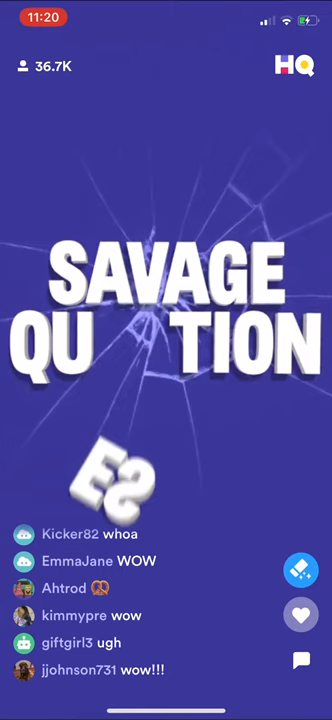 11:20
36.7K
HQ
SAVAGE
QU TION
ES
Kicker82 whoa
EmmaJane WOW
Ahtrod 🥨
kimmypre wow
giftgirl3 ugh
jjohnson731 wow!!!